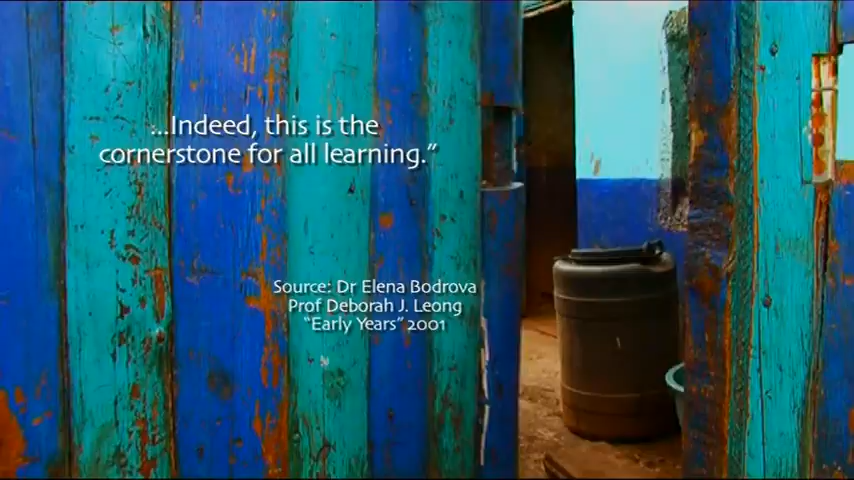 ...Indeed, this is the
cornerstone for all learning.”
Source: Dr Elena Bodrova
Prof Deborah J. Leong
“Early Years” 2001